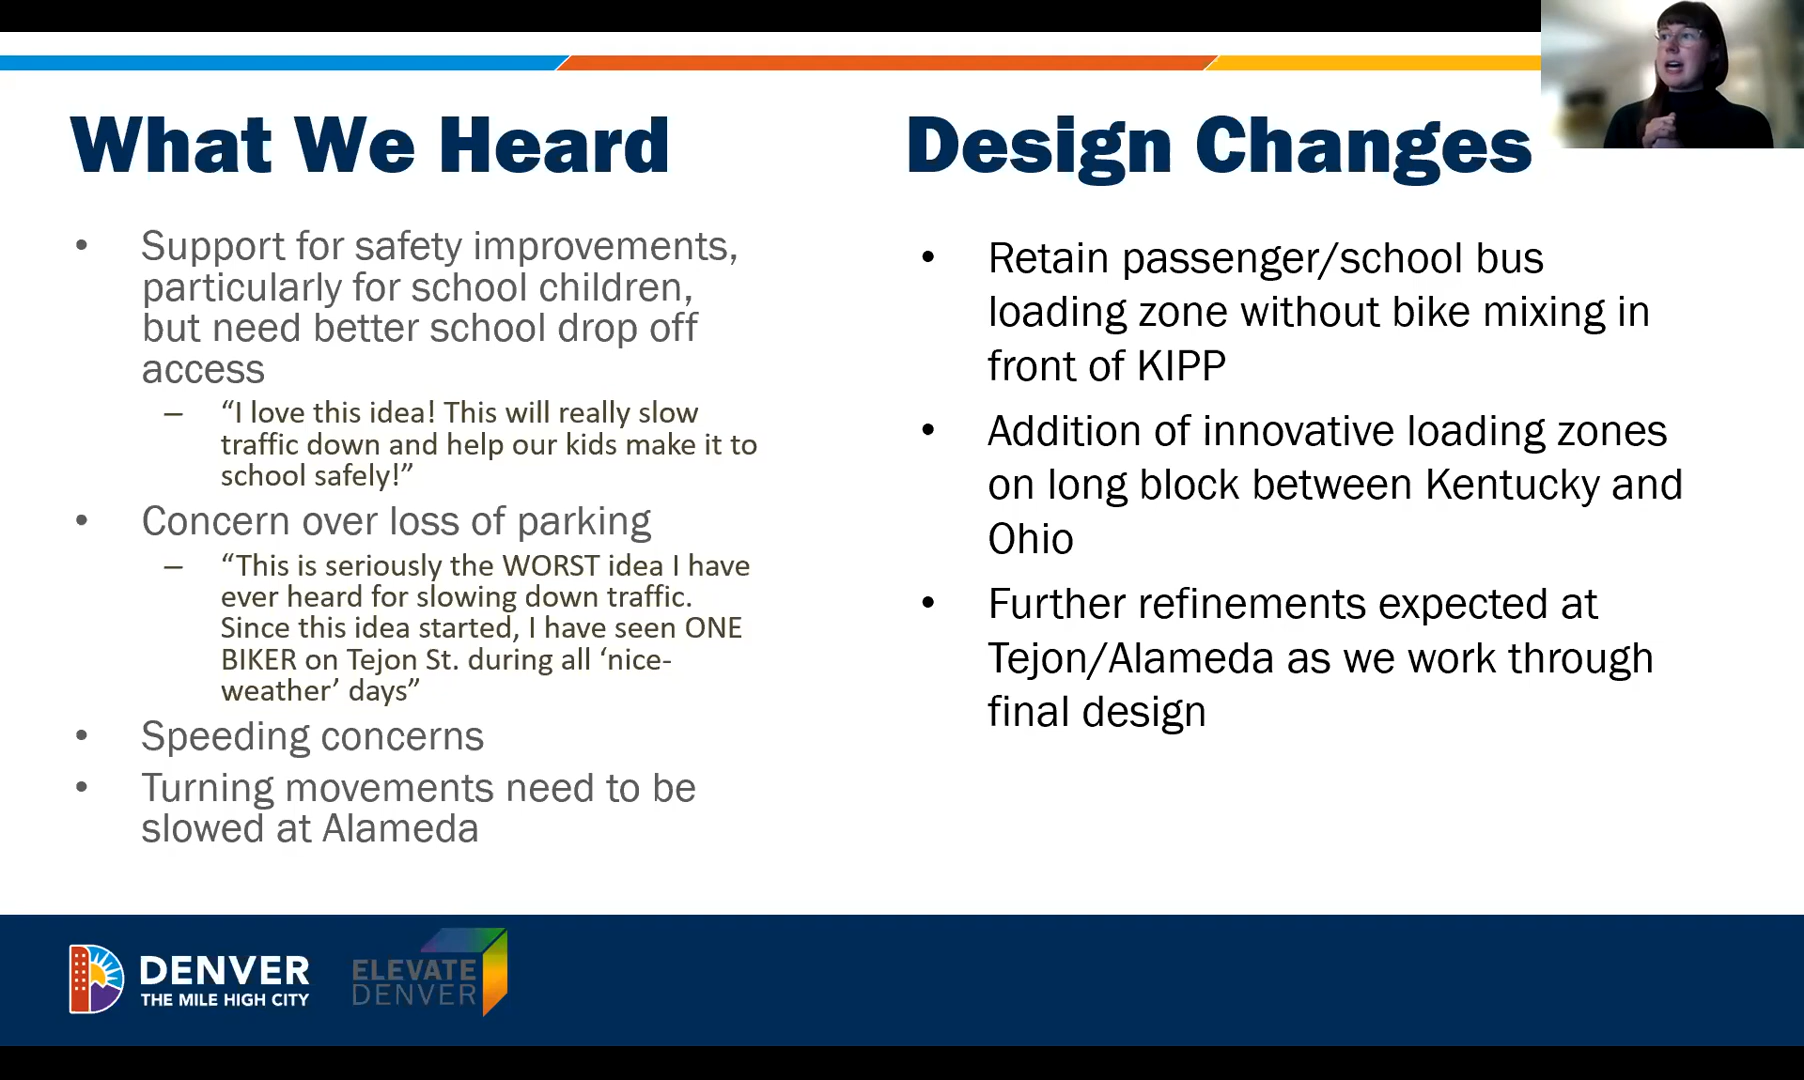 What We Heard
• Support for safety improvements,
particularly for school children,
but need better school drop off
access
– “I love this idea! This will really slow
traffic down and help our kids make it to
school safely!”
• Concern over loss of parking
– “This is seriously the WORST idea I have
ever heard for slowing down traffic.
Since this idea started, I have seen ONE
BIKER on Tejon St. during all ‘nice-
weather’ days”
• Speeding concerns
• Turning movements need to be
slowed at Alameda
Design Changes
• Retain passenger/school bus
loading zone without bike mixing in
front of KIPP
• Addition of innovative loading zones
on long block between Kentucky and
Ohio
• Further refinements expected at
Tejon/Alameda as we work through
final design
DENVER
THE MILE HIGH CITY
ELEVATE
DENVER